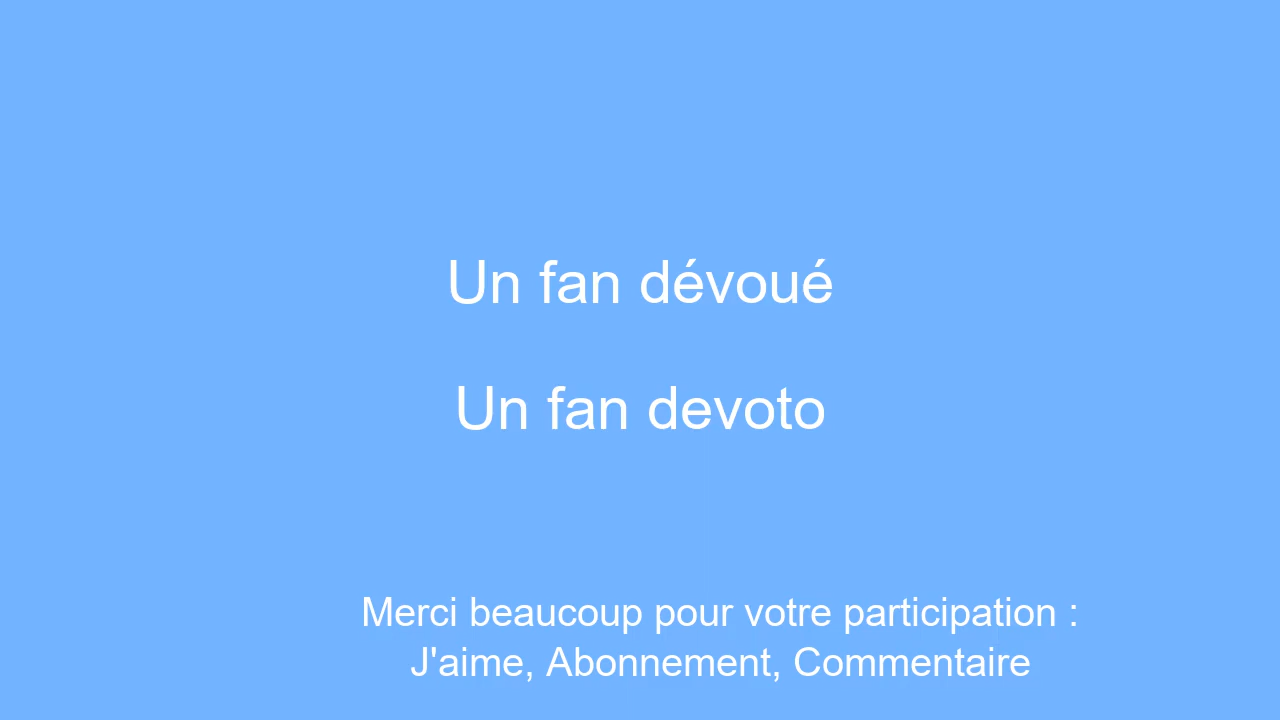 Un fan dévoué
Un fan devoto
Merci beaucoup pour votre participation :
J'aime, Abonnement, Commentaire